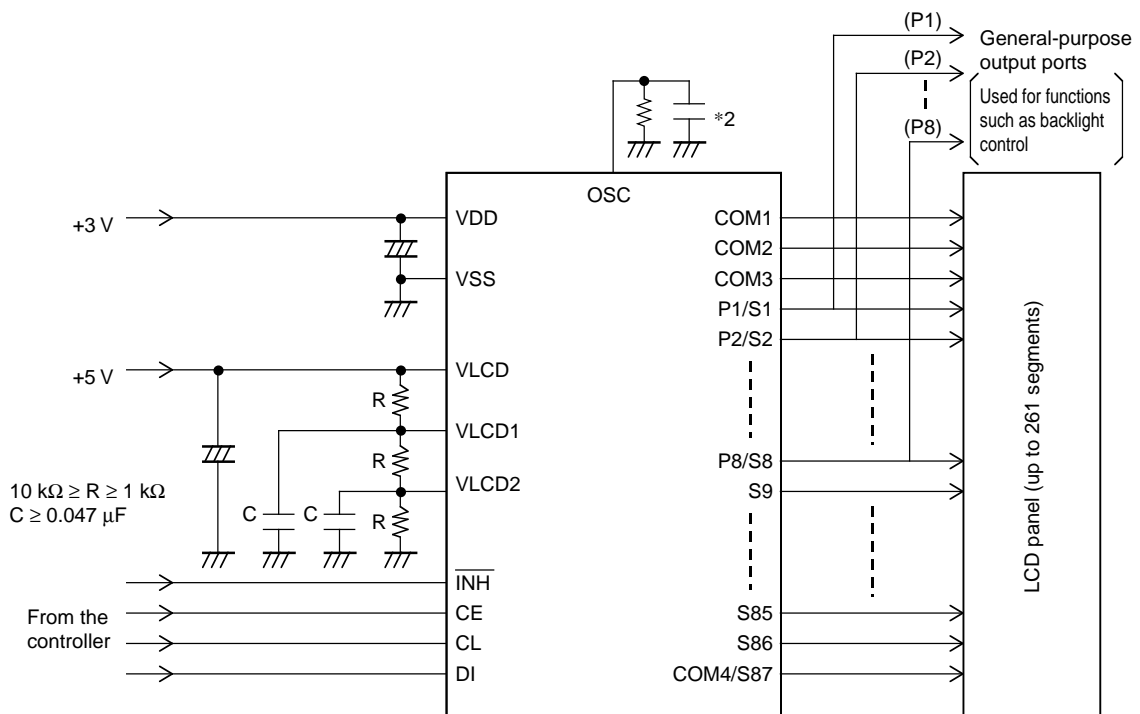 (P1)
General-purpose
output ports
(P2)
Used for functions
such as backlight
control
(P8)
*2
OSC
+3 V
VDD
VSS
+5 V
VLCD
R
VLCD1
R
VLCD2
10 kΩ ≥ R ≥ 1 kΩ
C ≥ 0.047 μF
C
C
R
INH
From the
controller
CE
CL
DI
COM1
COM2
COM3
P1/S1
P2/S2
P8/S8
S9
S85
S86
COM4/S87
LCD panel (up to 261 segments)